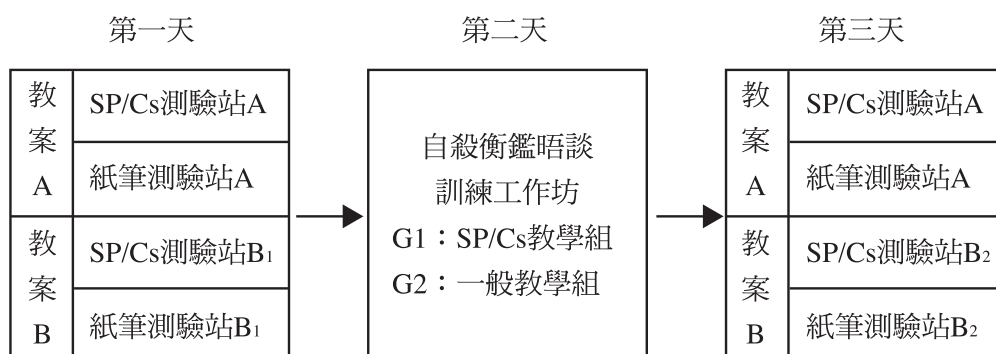 第一天
第二天
第三天
教案A
SP/Cs測驗站A
紙筆測驗站A
教案B
SP/Cs測驗站B1
紙筆測驗站B1
自殺衡鑑晤談
訓練工作坊
G1：SP/Cs教學組
G2：一般教學組
教案A
SP/Cs測驗站A
紙筆測驗站A
教案B
SP/Cs測驗站B2
紙筆測驗站B2